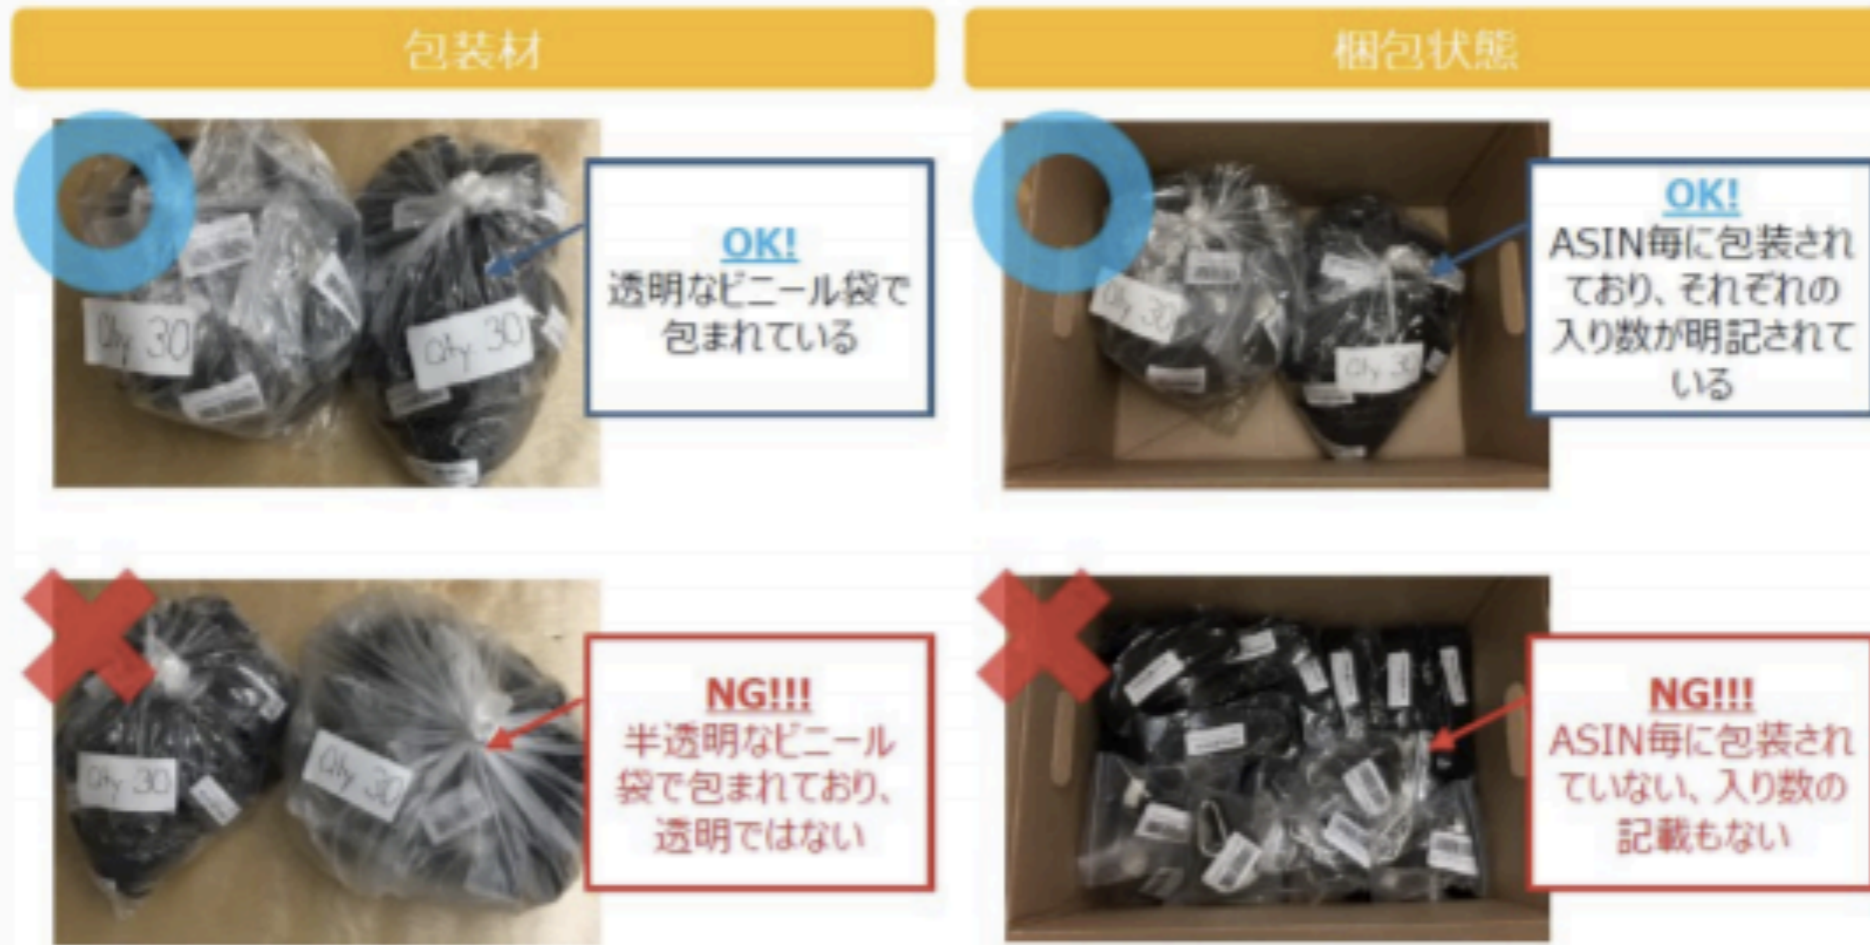 包装材
梱包状態
OK!
透明なビニール袋で
包まれている
Qty 30
Qty 30
OK!
ASIN毎に包装され
ており、それぞれの
入り数が明記されて
いる
Qty 30
Qty 30
NG!!!
半透明なビニール
袋で包まれており、
透明ではない
Qty 30
Qty 30
NG!!!
ASIN毎に包装され
ていない、入り数の
記載もない